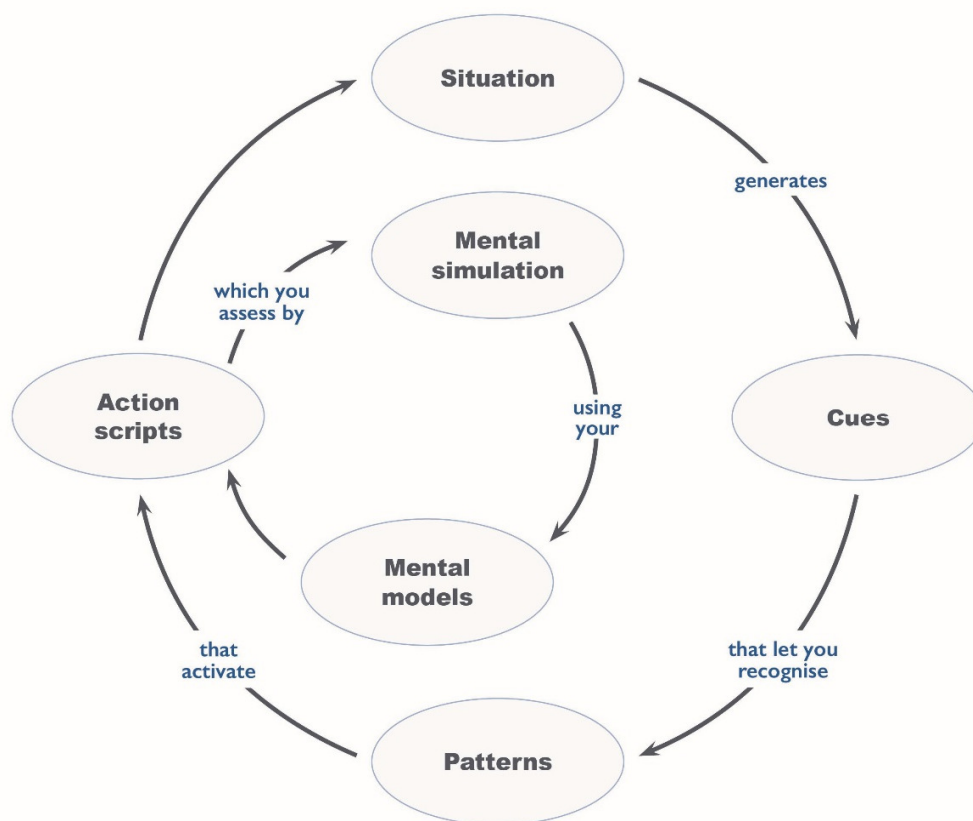 Situation
generates
Mental
simulation
which you
assess by
Action
scripts
using
your
Cues
Mental
models
that
activate
that let you
recognise
Patterns